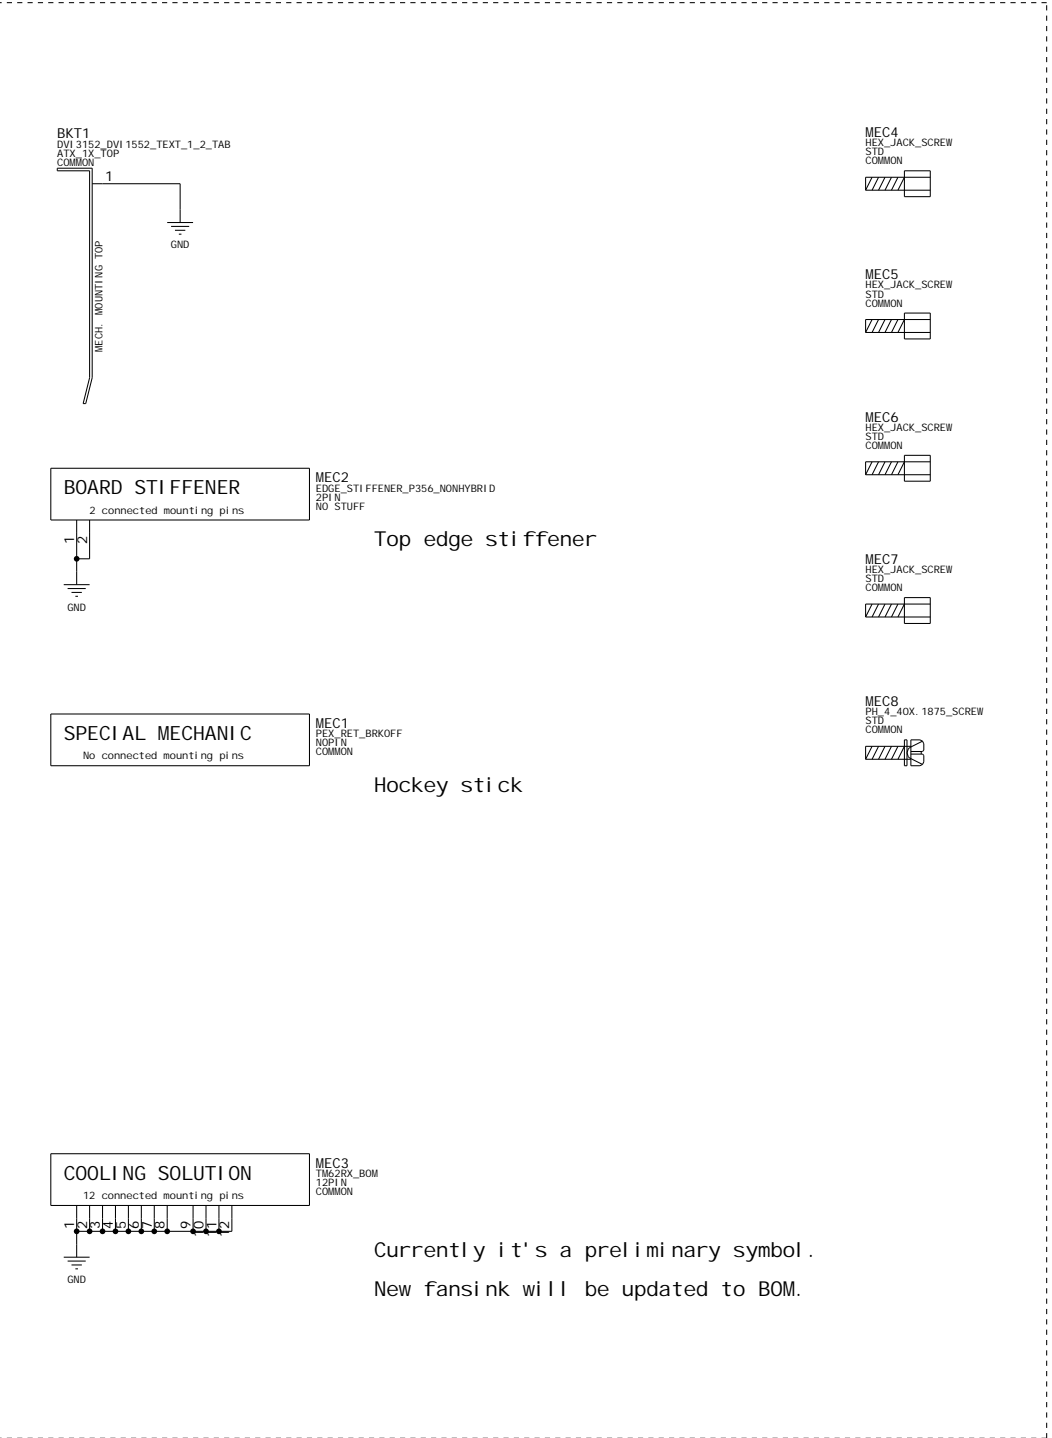 BKT1
DVI3152_DVI1552_TEXT_1_2_TAB
ATX_1X_TOP
COMMON
1
GND
MECH. MOUNTING TOP
MEC4
HEX_JACK_SCREW
STD
COMMON
MEC5
HEX_JACK_SCREW
STD
COMMON
MEC6
HEX_JACK_SCREW
STD
COMMON
BOARD STIFFENER
2 connected mounting pins
MEC2
EDGE_STIFFENER_P356_NONHYBRID
2PIN
NO STUFF
1
2
GND
Top edge stiffener
MEC7
HEX_JACK_SCREW
STD
COMMON
SPECIAL MECHANIC
No connected mounting pins
MEC1
PEX_RET_BRKOFF
NOPIN
COMMON
Hockey stick
MEC8
PH_4_40X.1875_SCREW
STD
COMMON
COOLING SOLUTION
12 connected mounting pins
MEC3
TM62RX_BOM
12PIN
COMMON
1
2
3
4
5
6
7
8
9
10
11
12
GND
Currently it's a preliminary symbol.
New fansink will be updated to BOM.